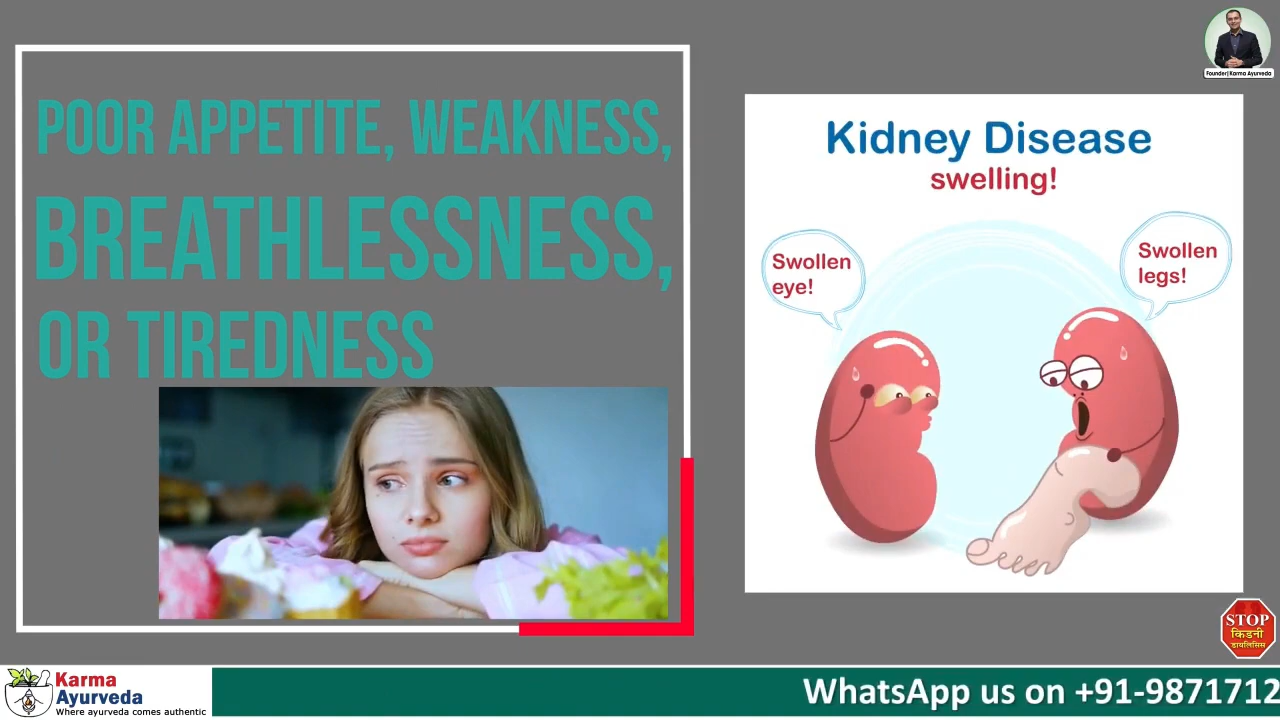 POOR APPETITE, WEAKNESS,
BREATHLESSNESS,
OR TIREDNESS
Founder|Karma Ayurveda
Kidney Disease
swelling!
Swollen
eye!
Swollen
legs!
STOP
किडनी
डायलिसिस
Karma
Ayurveda
Where ayurveda comes authentic
WhatsApp us on +91-9871712